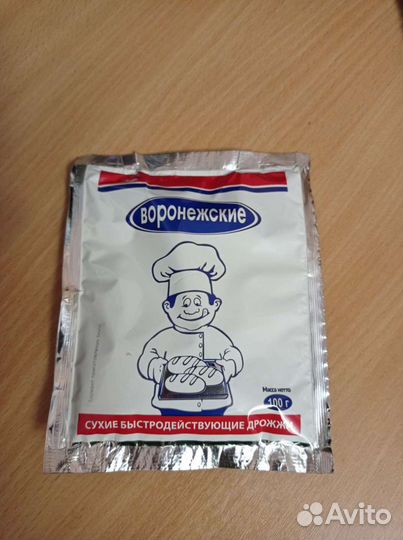 ВОРОНЕЖСКИЕ
Масса нетто
100 г
СУХИЕ БЫСТРОДЕЙСТВУЮЩИЕ ДРОЖЖИ
Avito